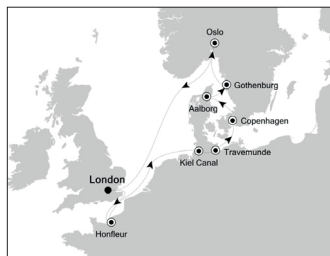 Oslo
Gothenburg
Aalborg
Copenhagen
London
Kiel Canal
Travemunde
Honfleur